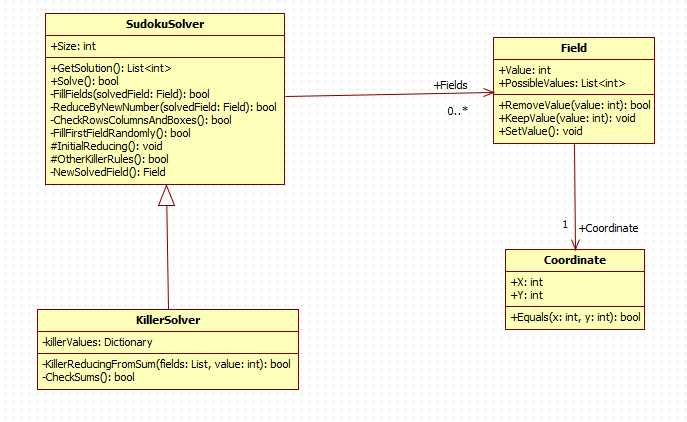 SudokuSolver
+Size: int
+GetSolution(): List<int>
+Solve(): bool
-FillFields(solvedField: Field): bool
-ReduceByNewNumber(solvedField: Field): bool
-CheckRowsColumnsAndBoxes(): bool
-FillFirstFieldRandomly(): bool
#InitialReducing(): void
#OtherKillerRules(): bool
-NewSolvedField(): Field
+Fields
0..*
Field
+Value: int
+PossibleValues: List<int>
+RemoveValue(value: int): bool
+KeepValue(value: int): void
+SetValue(): void
1
+Coordinate
Coordinate
+X: int
+Y: int
+Equals(x: int, y: int): bool
KillerSolver
-killerValues: Dictionary
-KillerReducingFromSum(fields: List, value: int): bool
-CheckSums(): bool